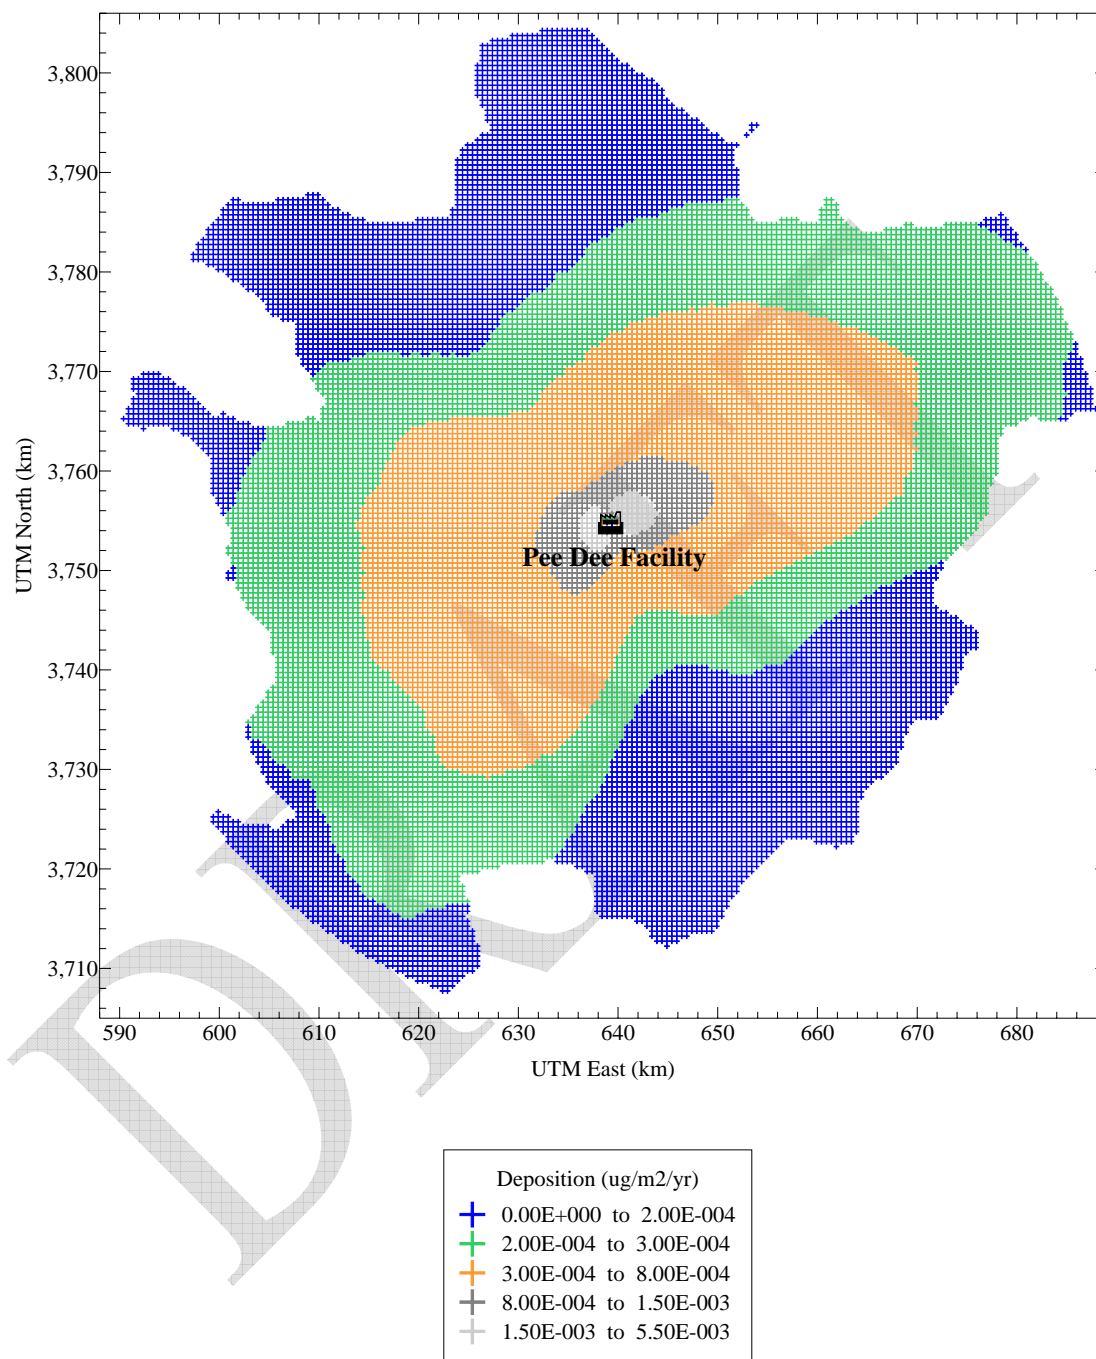 3,800
3,790
3,780
3,770
3,760
3,750
3,740
3,730
3,720
3,710
UTM North (km)
Pee Dee Facility
590 600 610 620 630 640 650 660 670 680
UTM East (km)
DRAFT
Deposition (ug/m2/yr)
0.00E+000 to 2.00E-004
2.00E-004 to 3.00E-004
3.00E-004 to 8.00E-004
8.00E-004 to 1.50E-003
1.50E-003 to 5.50E-003